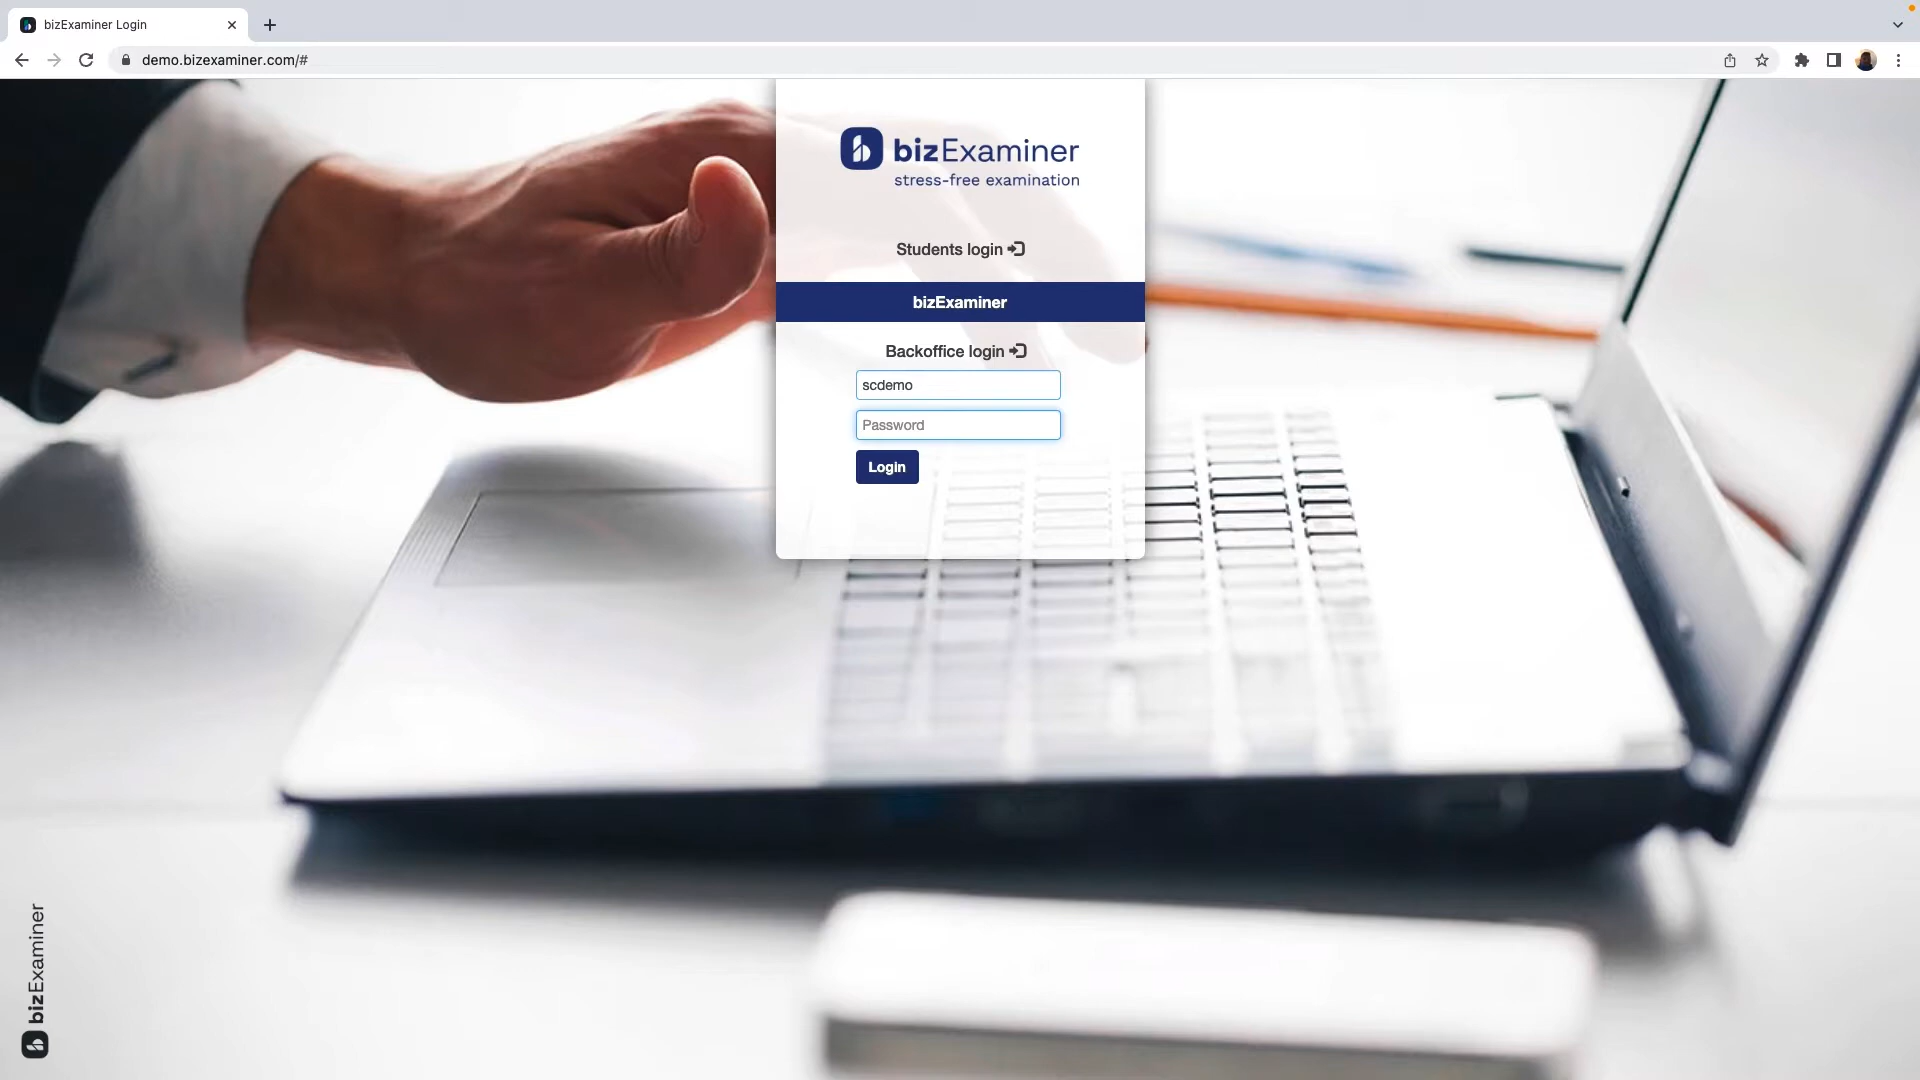 bizExaminer Login
demo.bizexaminer.com/#
bizExaminer
stress-free examination
Students login
bizExaminer
Backoffice login
scdemo
Password
Login
bizExaminer